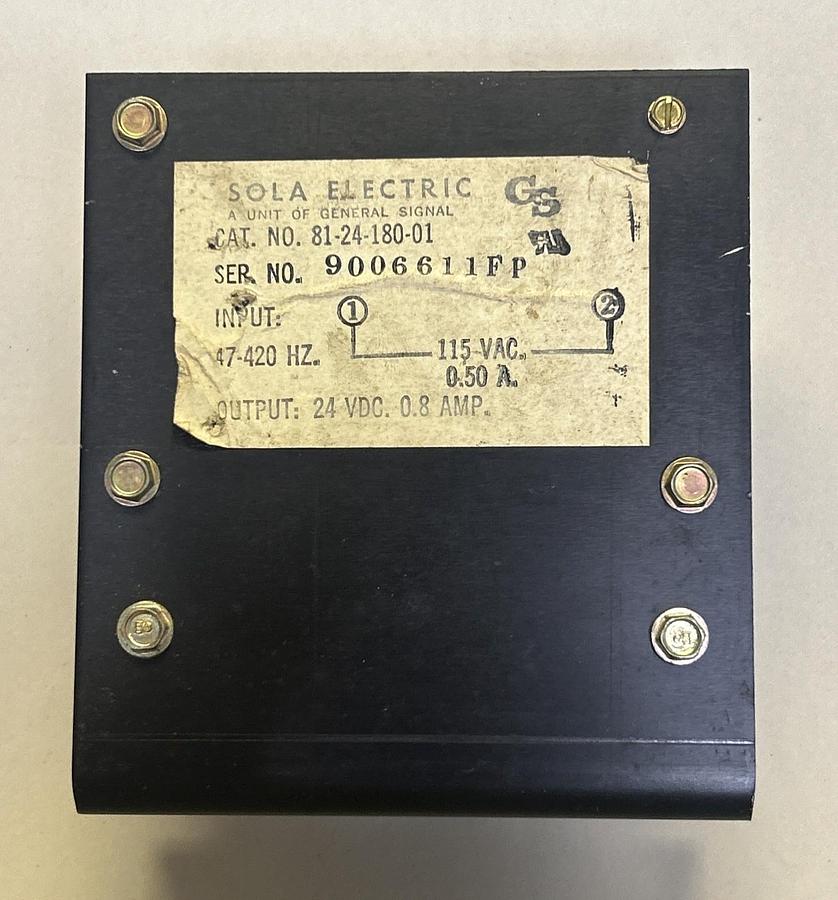 SOLA ELECTRIC GS
A UNIT OF GENERAL SIGNAL
CAT. NO. 81-24-180-01
SER. NO. 9006611FP
INPUT: 1 2
47-420 HZ. 115 VAC.
0.50 A.
OUTPUT: 24 VDC. 0.8 AMP.